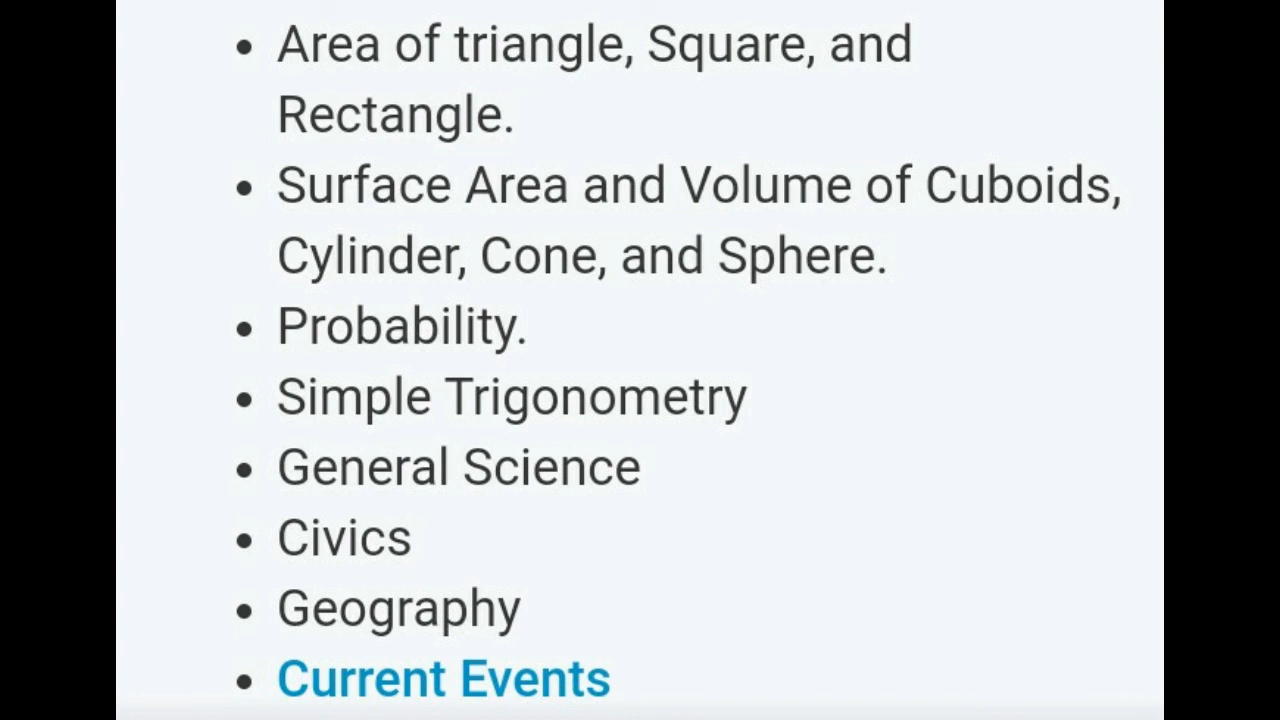 • Area of triangle, Square, and
Rectangle.
• Surface Area and Volume of Cuboids,
Cylinder, Cone, and Sphere.
• Probability.
• Simple Trigonometry
• General Science
• Civics
• Geography
• Current Events